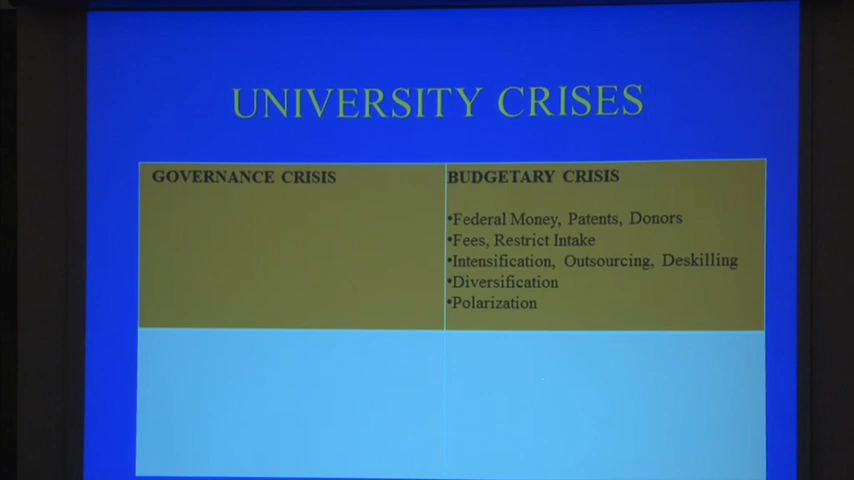 UNIVERSITY CRISES
GOVERNANCE CRISIS
BUDGETARY CRISIS
•Federal Money, Patents, Donors
•Fees, Restrict Intake
•Intensification, Outsourcing, Deskilling
•Diversification
•Polarization